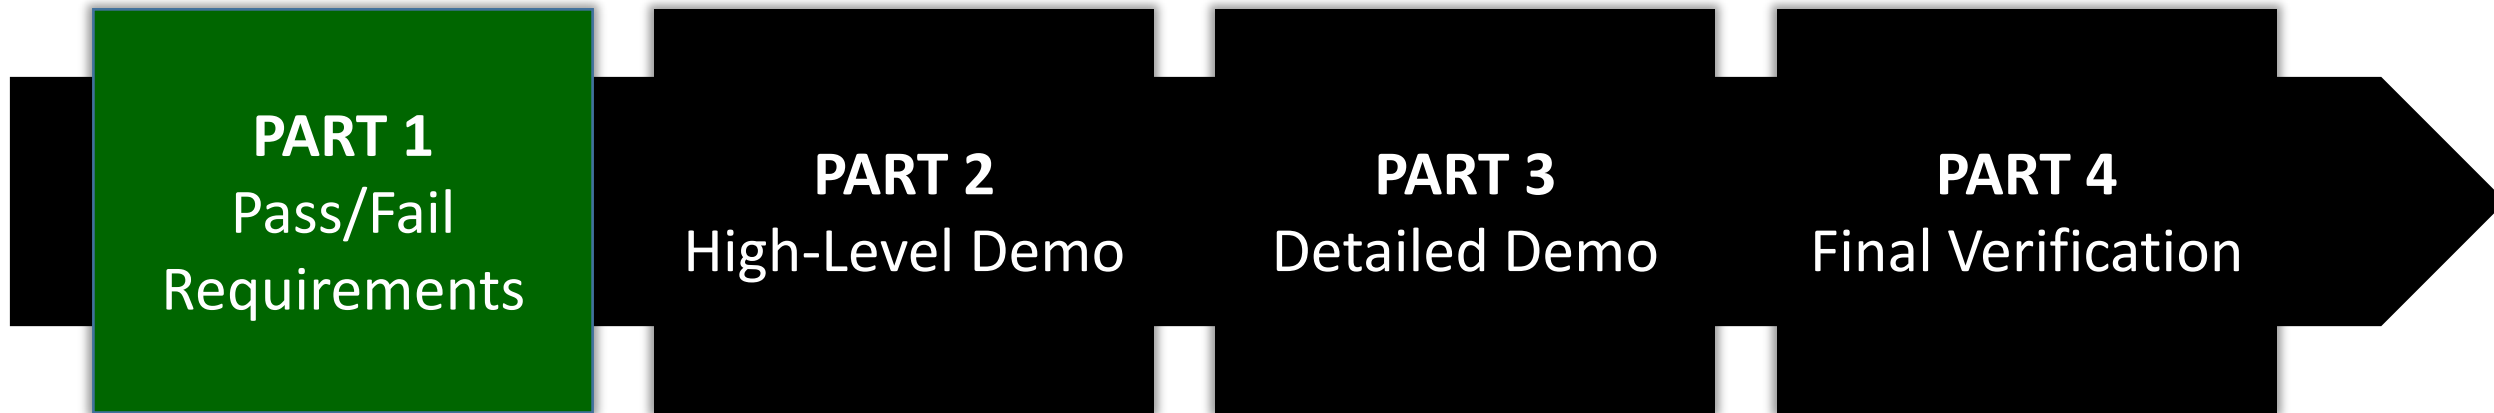 PART 1
Pass/Fail
Requirements
PART 2
High-Level Demo
PART 3
Detailed Demo
PART 4
Final Verification